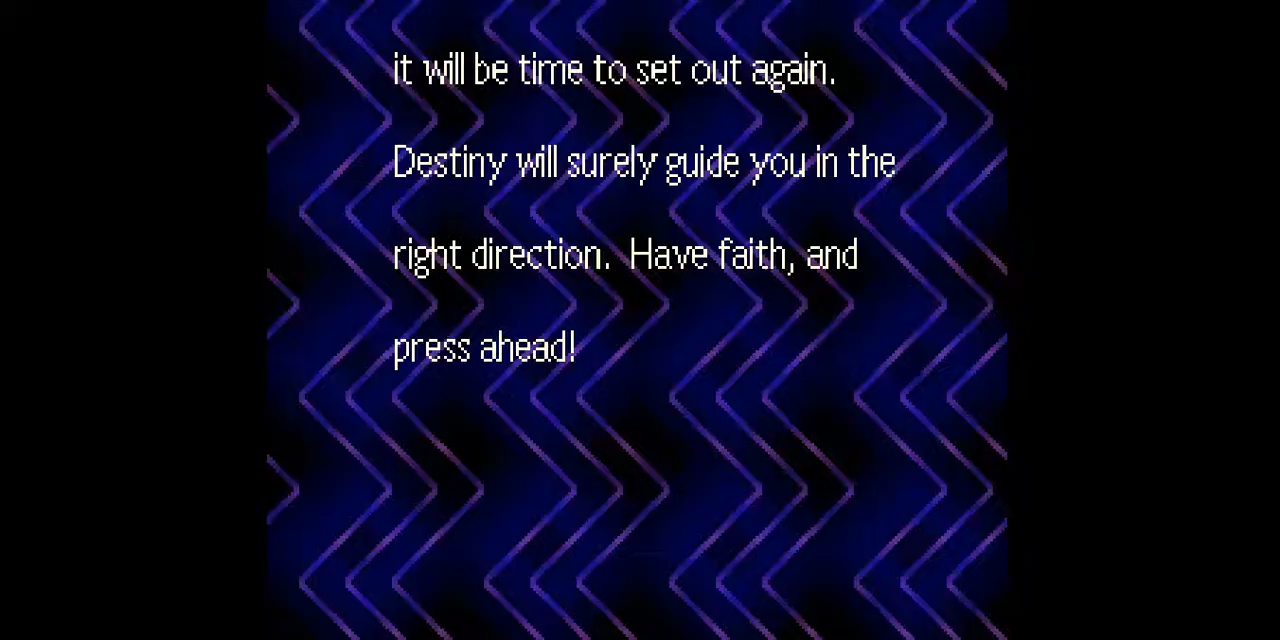 it will be time to set out again.
Destiny will surely guide you in the
right direction.  Have faith, and
press ahead!